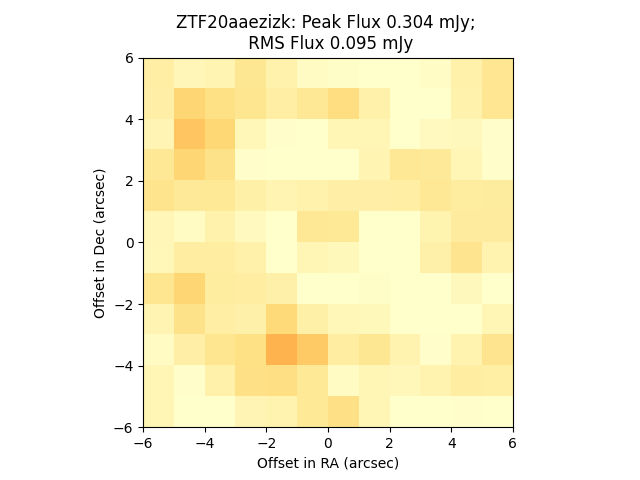 ZTF20aaezizk: Peak Flux 0.304 mJy;
RMS Flux 0.095 mJy
6
4
2
0
−2
−4
−6
Offset in Dec (arcsec)
−6 −4 −2 0 2 4 6
Offset in RA (arcsec)